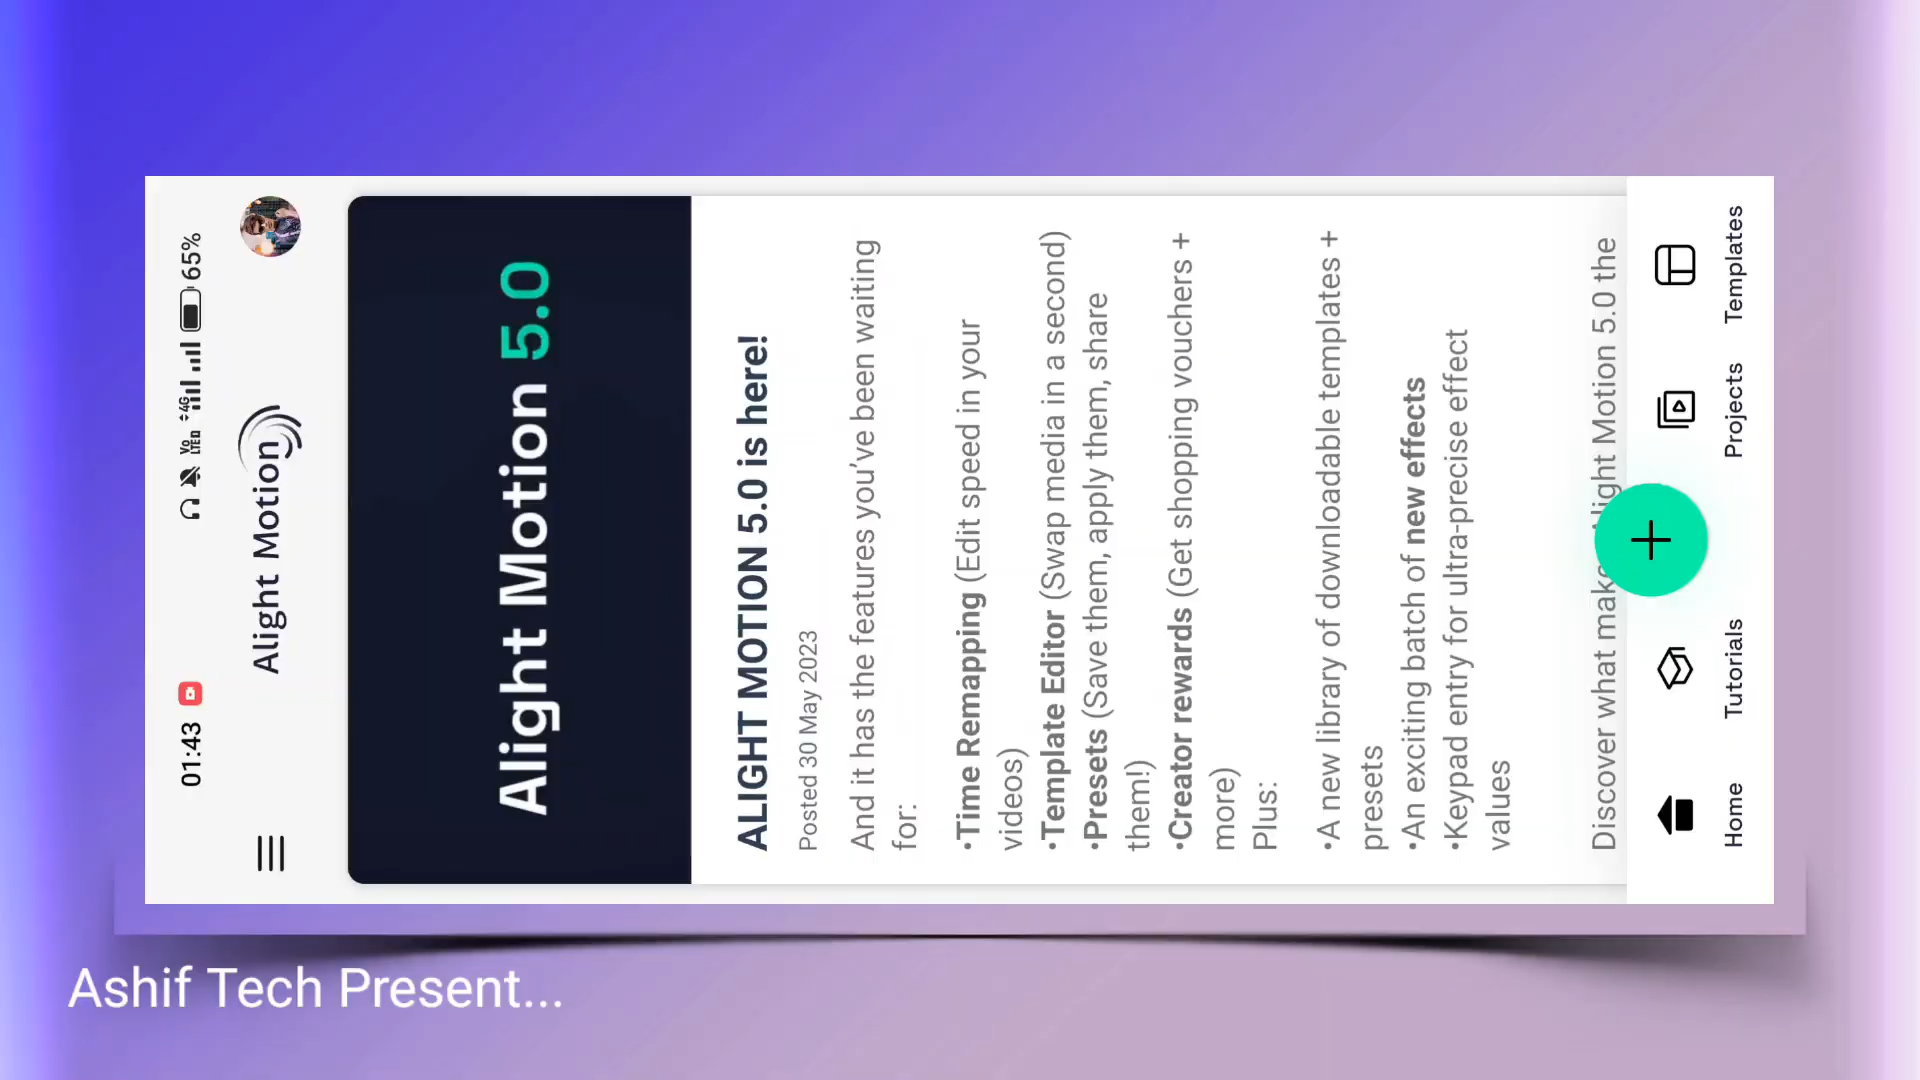 01:43
Vo
LTE
4G
65%
Alight Motion
Alight Motion 5.0
ALIGHT MOTION 5.0 is here!
Posted 30 May 2023
And it has the features you’ve been waiting
for:
•Time Remapping (Edit speed in your
videos)
•Template Editor (Swap media in a second)
•Presets (Save them, apply them, share
them!)
•Creator rewards (Get shopping vouchers +
more)
Plus:
•A new library of downloadable templates +
presets
•An exciting batch of new effects
•Keypad entry for ultra-precise effect
values
Discover what make Alight Motion 5.0 the
Home
Tutorials
Projects
Templates
Ashif Tech Present...